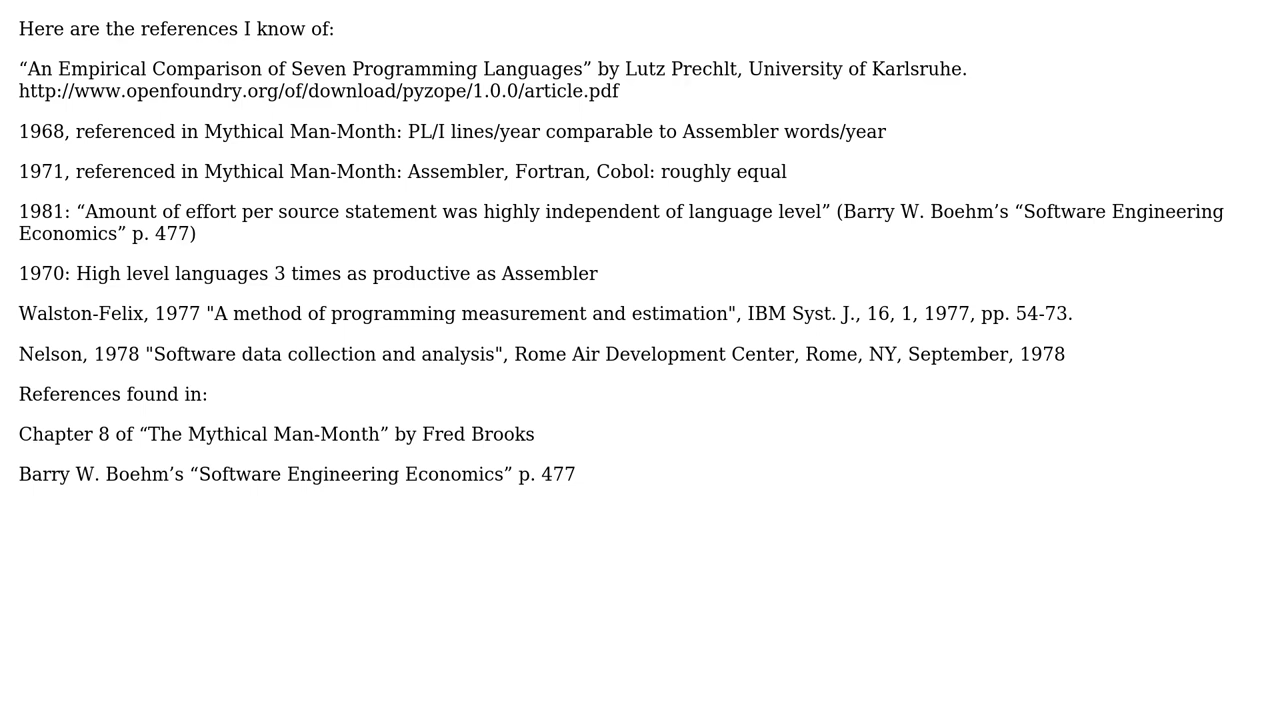 Here are the references I know of:
“An Empirical Comparison of Seven Programming Languages” by Lutz Prechlt, University of Karlsruhe.
http://www.openfoundry.org/of/download/pyzope/1.0.0/article.pdf
1968, referenced in Mythical Man-Month: PL/I lines/year comparable to Assembler words/year
1971, referenced in Mythical Man-Month: Assembler, Fortran, Cobol: roughly equal
1981: “Amount of effort per source statement was highly independent of language level” (Barry W. Boehm’s “Software Engineering
Economics” p. 477)
1970: High level languages 3 times as productive as Assembler
Walston-Felix, 1977 "A method of programming measurement and estimation", IBM Syst. J., 16, 1, 1977, pp. 54-73.
Nelson, 1978 "Software data collection and analysis", Rome Air Development Center, Rome, NY, September, 1978
References found in:
Chapter 8 of “The Mythical Man-Month” by Fred Brooks
Barry W. Boehm’s “Software Engineering Economics” p. 477